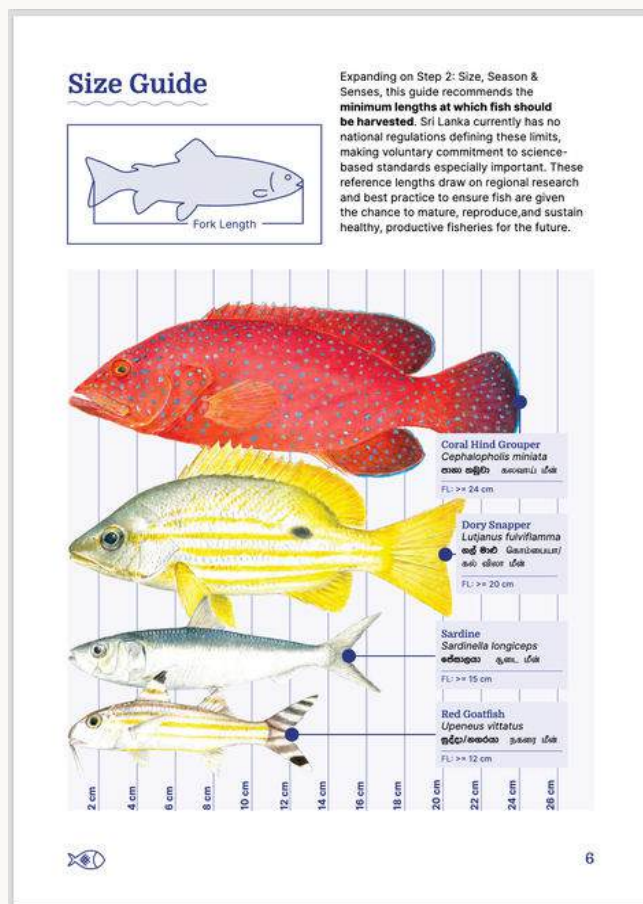 Size Guide
Expanding on Step 2: Size, Season &
Senses, this guide recommends the
minimum lengths at which fish should
be harvested. Sri Lanka currently has no
national regulations defining these limits,
making voluntary commitment to science-
based standards especially important. These
reference lengths draw on regional research
and best practice to ensure fish are given
the chance to mature, reproduce,and sustain
healthy, productive fisheries for the future.
Fork Length
Coral Hind Grouper
Cephalopholis miniata
පානා තඹුවා கலவாய் மீன்
FL: >= 24 cm
Dory Snapper
Lutjanus fulviflamma
ගල් මාළු கொம்பையா/
கல் விலா மீன்
FL: >= 20 cm
Sardine
Sardinella longiceps
පේසාලයා சூடை மீன்
FL: >= 15 cm
Red Goatfish
Upeneus vittatus
நகரை மீன்
FL: >= 12 cm
2 cm
4 cm
6 cm
8 cm
10 cm
12 cm
14 cm
16 cm
18 cm
20 cm
22 cm
24 cm
26 cm
6